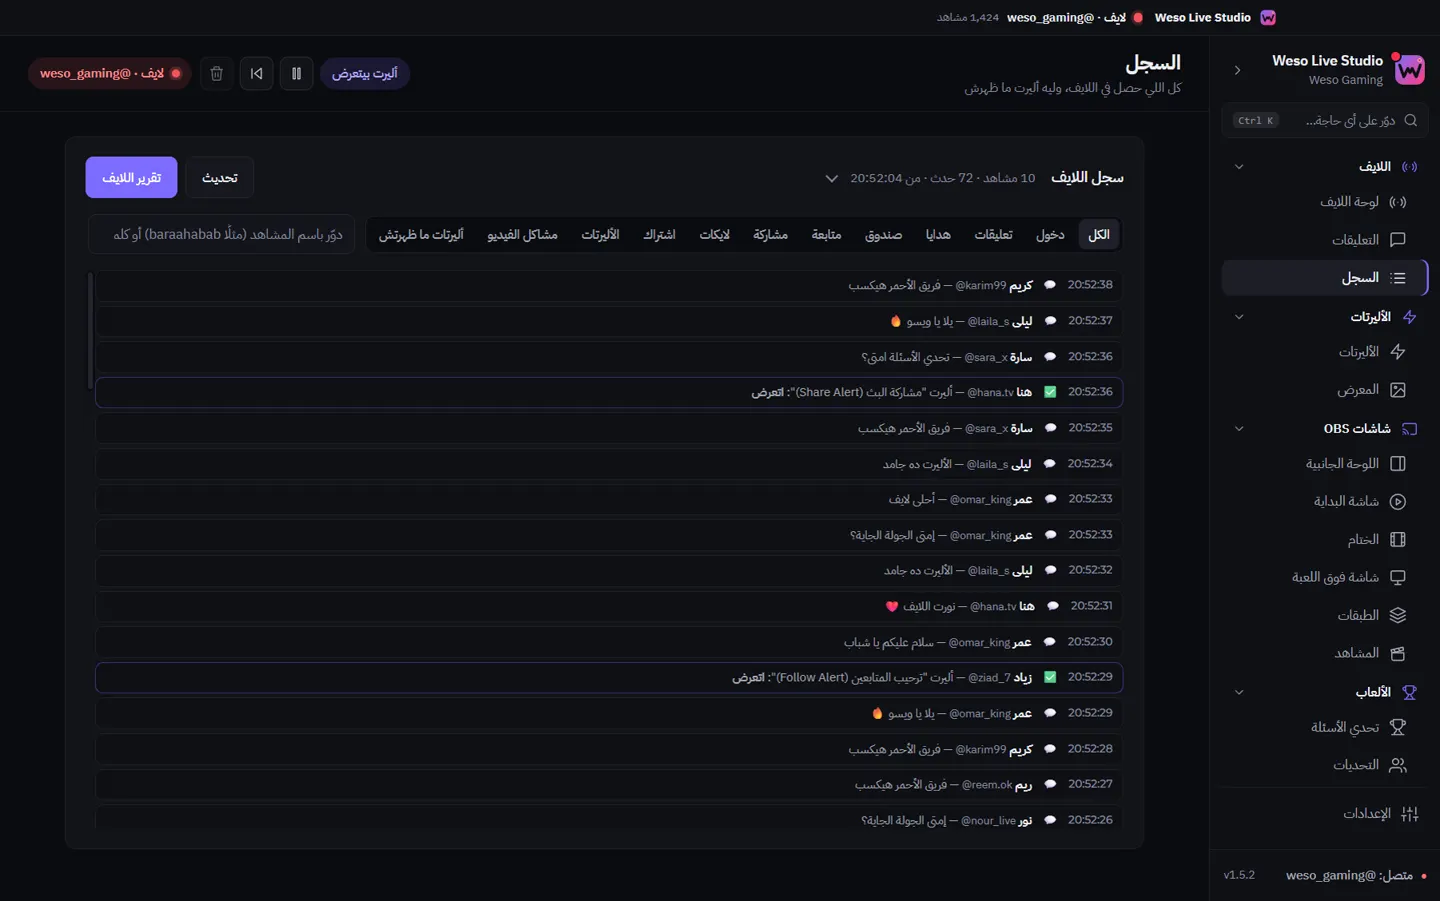 Weso Live Studio لايف · @weso_gaming 1,424 مشاهد
Weso Live Studio
Weso Gaming
دوّر على أي حاجة... Ctrl K
اللايف
لوحة اللايف
التعليقات
السجل
الأليرتات
الأليرتات
المعرض
شاشات OBS
اللوحة الجانبية
شاشة البداية
الختام
شاشة فوق اللعبة
الطبقات
المشاهد
الألعاب
تحدي الأسئلة
التحديات
الإعدادات
متصل: @weso_gaming v1.5.2
السجل
كل اللي حصل في اللايف، وليه أليرت ما ظهرش
أليرت بيتعرض
لايف · @weso_gaming
سجل اللايف 10 مشاهد · 72 حدث · من 20:52:04
تحديث تقرير اللايف
الكل دخول تعليقات هدايا صندوق متابعة مشاركة لايكات اشتراك الأليرتات مشاكل الفيديو أليرتات ما ظهرتش
دوّر باسم المشاهد (مثلًا baraahabab) أو كله
20:52:38 💬 كريم @karim99 — فريق الأحمر هيكسب
20:52:37 💬 ليلى @laila_s — يلا يا ويسو 🔥
20:52:36 💬 سارة @sara_x — تحدي الأسئلة امتى؟
20:52:36 ✅ هنا @hana.tv — أليرت "مشاركة البث (Share Alert)": اتعرض
20:52:35 💬 سارة @sara_x — فريق الأحمر هيكسب
20:52:34 💬 ليلى @laila_s — الأليرت ده جامد
20:52:33 💬 عمر @omar_king — أحلى لايف
20:52:33 💬 عمر @omar_king — إمتى الجولة الجاية؟
20:52:32 💬 ليلى @laila_s — الأليرت ده جامد
20:52:31 💬 هنا @hana.tv — نورت اللايف ❤️
20:52:30 💬 عمر @omar_king — سلام عليكم يا شباب
20:52:29 ✅ زياد @ziad_7 — أليرت "ترحيب المتابعين (Follow Alert)": اتعرض
20:52:29 💬 عمر @omar_king — يلا يا ويسو 🔥
20:52:28 💬 كريم @karim99 — فريق الأحمر هيكسب
20:52:27 💬 ريم @reem.ok — فريق الأحمر هيكسب
20:52:26 💬 نور @nour_live — إمتى الجولة الجاية؟